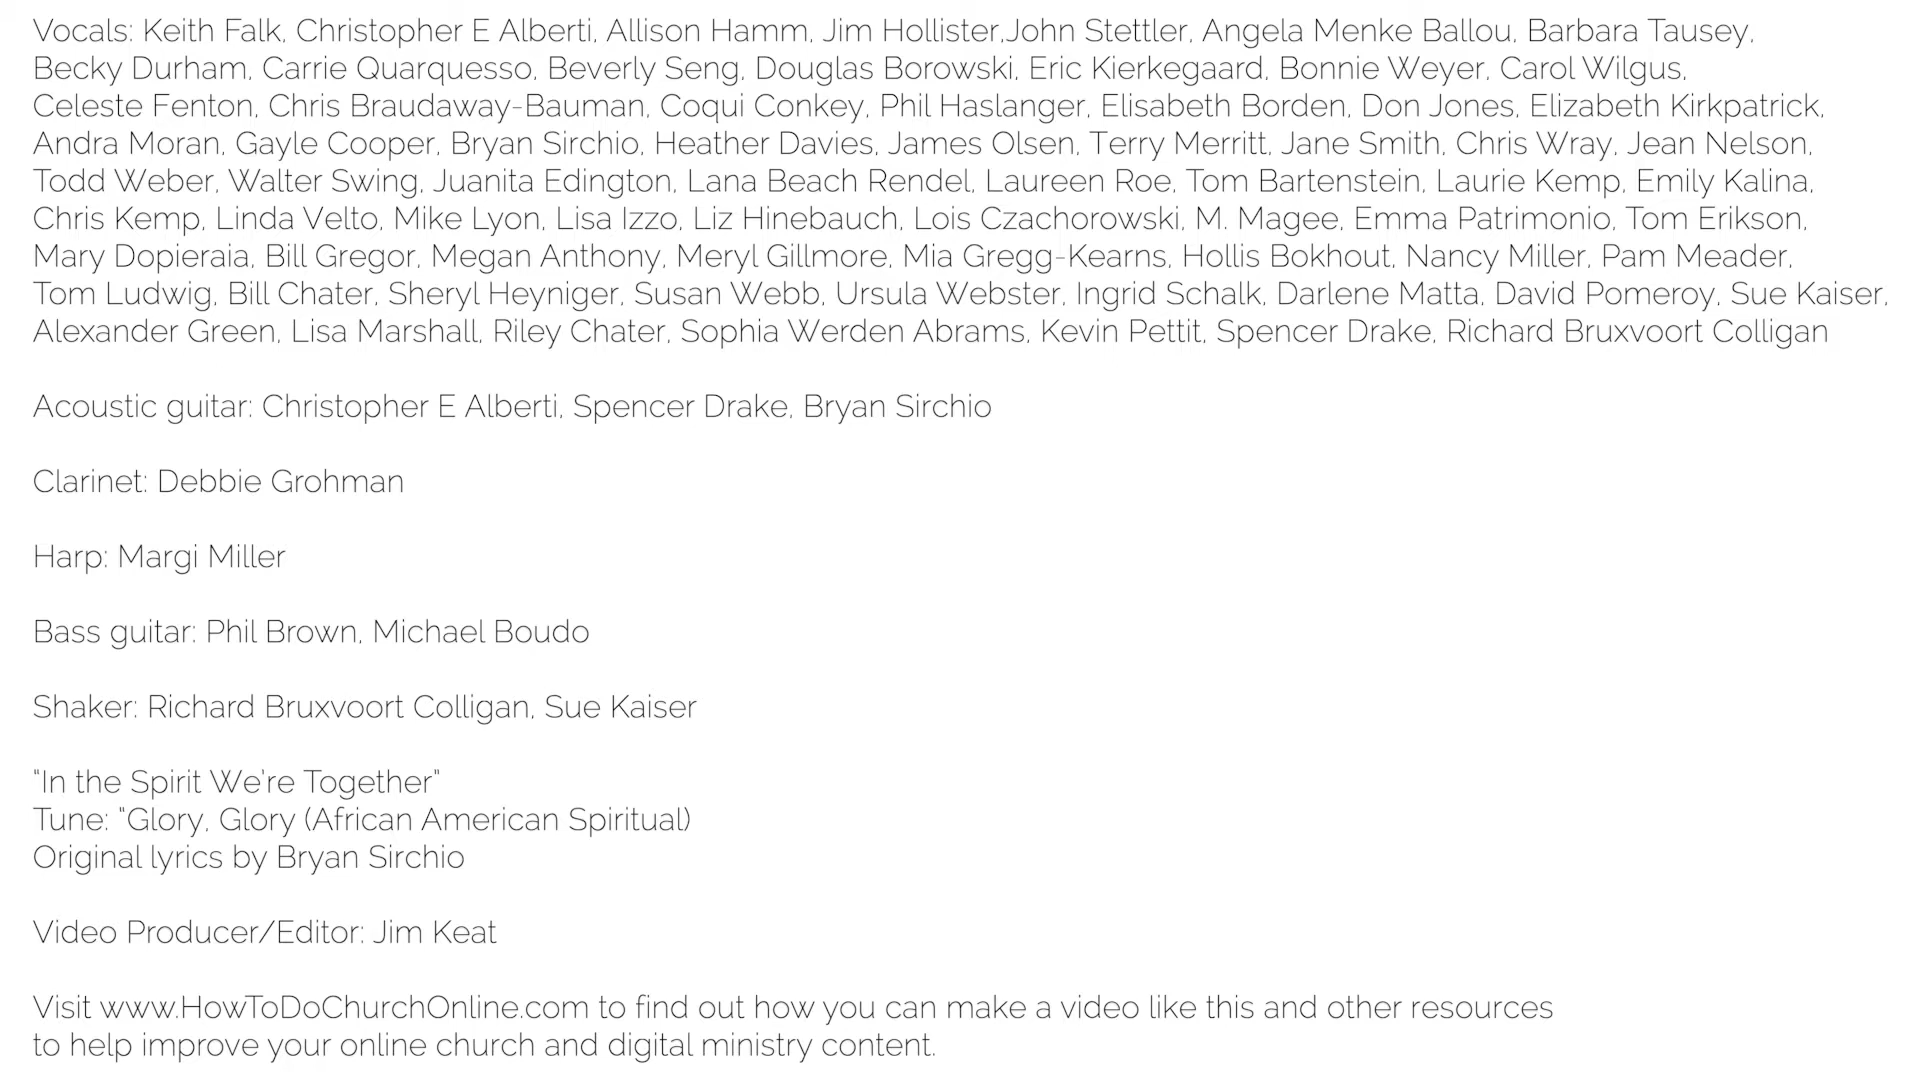 Vocals: Keith Falk, Christopher E Alberti, Allison Hamm, Jim Hollister,John Stettler, Angela Menke Ballou, Barbara Tausey,
Becky Durham, Carrie Quarquesso, Beverly Seng, Douglas Borowski, Eric Kierkegaard, Bonnie Weyer, Carol Wilgus,
Celeste Fenton, Chris Braudaway-Bauman, Coqui Conkey, Phil Haslanger, Elisabeth Borden, Don Jones, Elizabeth Kirkpatrick,
Andra Moran, Gayle Cooper, Bryan Sirchio, Heather Davies, James Olsen, Terry Merritt, Jane Smith, Chris Wray, Jean Nelson,
Todd Weber, Walter Swing, Juanita Edington, Lana Beach Rendel, Laureen Roe, Tom Bartenstein, Laurie Kemp, Emily Kalina,
Chris Kemp, Linda Velto, Mike Lyon, Lisa Izzo, Liz Hinebauch, Lois Czachorowski, M. Magee, Emma Patrimonio, Tom Erikson,
Mary Dopieraia, Bill Gregor, Megan Anthony, Meryl Gillmore, Mia Gregg-Kearns, Hollis Bokhout, Nancy Miller, Pam Meader,
Tom Ludwig, Bill Chater, Sheryl Heyniger, Susan Webb, Ursula Webster, Ingrid Schalk, Darlene Matta, David Pomeroy, Sue Kaiser,
Alexander Green, Lisa Marshall, Riley Chater, Sophia Werden Abrams, Kevin Pettit, Spencer Drake, Richard Bruxvoort Colligan
Acoustic guitar: Christopher E Alberti, Spencer Drake, Bryan Sirchio
Clarinet: Debbie Grohman
Harp: Margi Miller
Bass guitar: Phil Brown, Michael Boudo
Shaker: Richard Bruxvoort Colligan, Sue Kaiser
"In the Spirit We're Together"
Tune: "Glory, Glory (African American Spiritual)
Original lyrics by Bryan Sirchio
Video Producer/Editor: Jim Keat
Visit www.HowToDoChurchOnline.com to find out how you can make a video like this and other resources
to help improve your online church and digital ministry content.